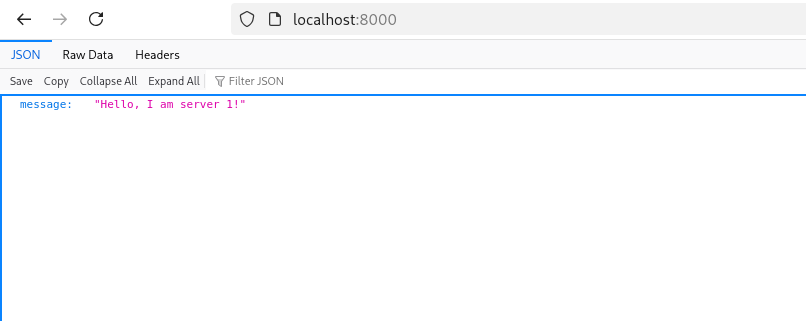 localhost:8000
JSON Raw Data Headers
Save Copy Collapse All Expand All Filter JSON
message: "Hello, I am server 1!"